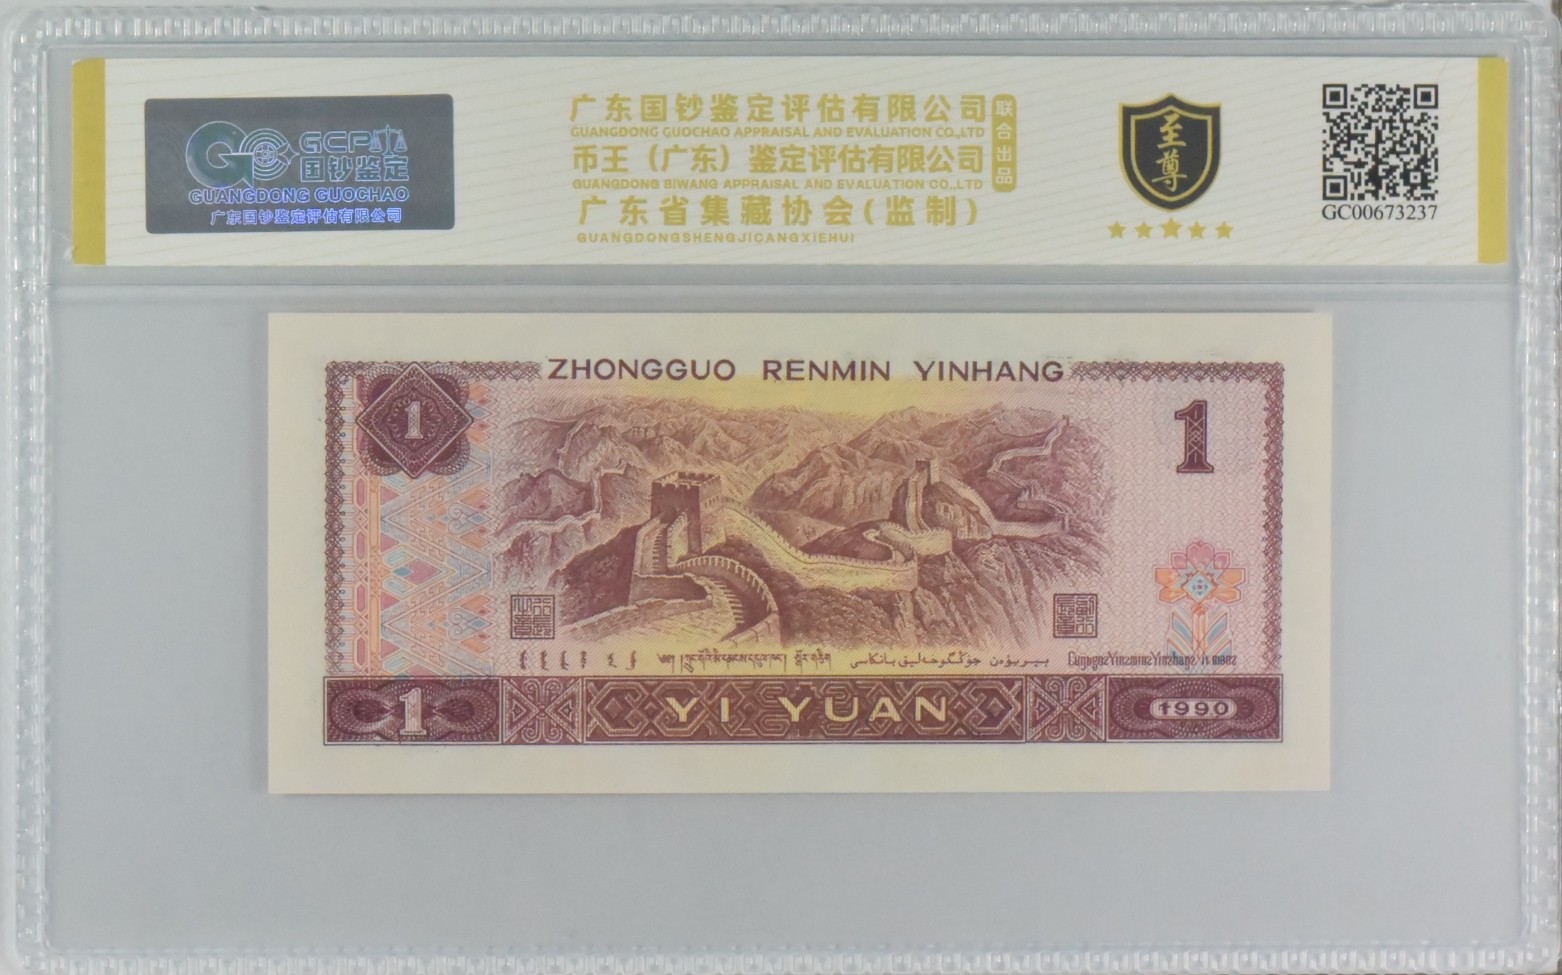 GCP
国钞鉴定
GUANGDONG GUOCHAO
广东国钞鉴定评估有限公司
广东国钞鉴定评估有限公司
GUANGDONG GUOCHAO APPRAISAL AND EVALUATION CO.,LTD
币王（广东）鉴定评估有限公司
GUANGDONG BIWANG APPRAISAL AND EVALUATION CO.,LTD
广东省集藏协会(监制)
GUANGDONGSHENGJICANGXIEHUI
联合出品
至尊
GC00673237
ZHONGGUO RENMIN YINHANG
1
1
1
YI YUAN
1990